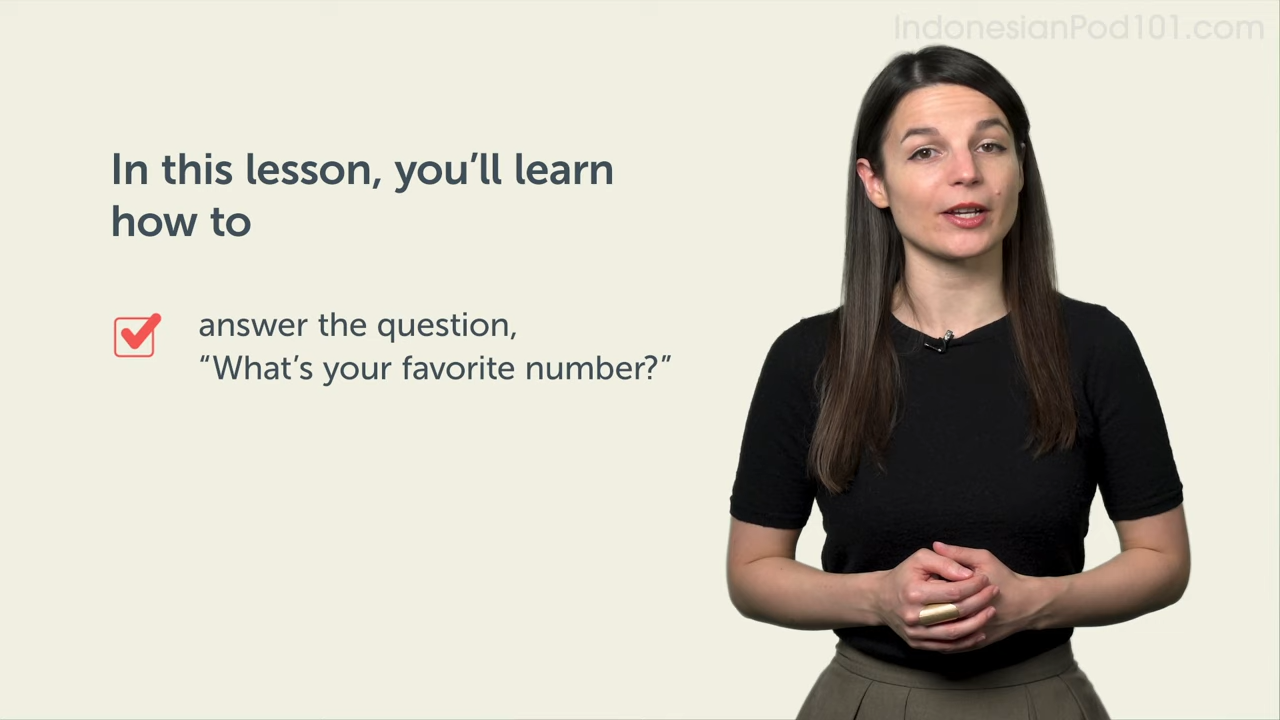 IndonesianPod101.com
In this lesson, you’ll learn
how to
answer the question,
“What’s your favorite number?”